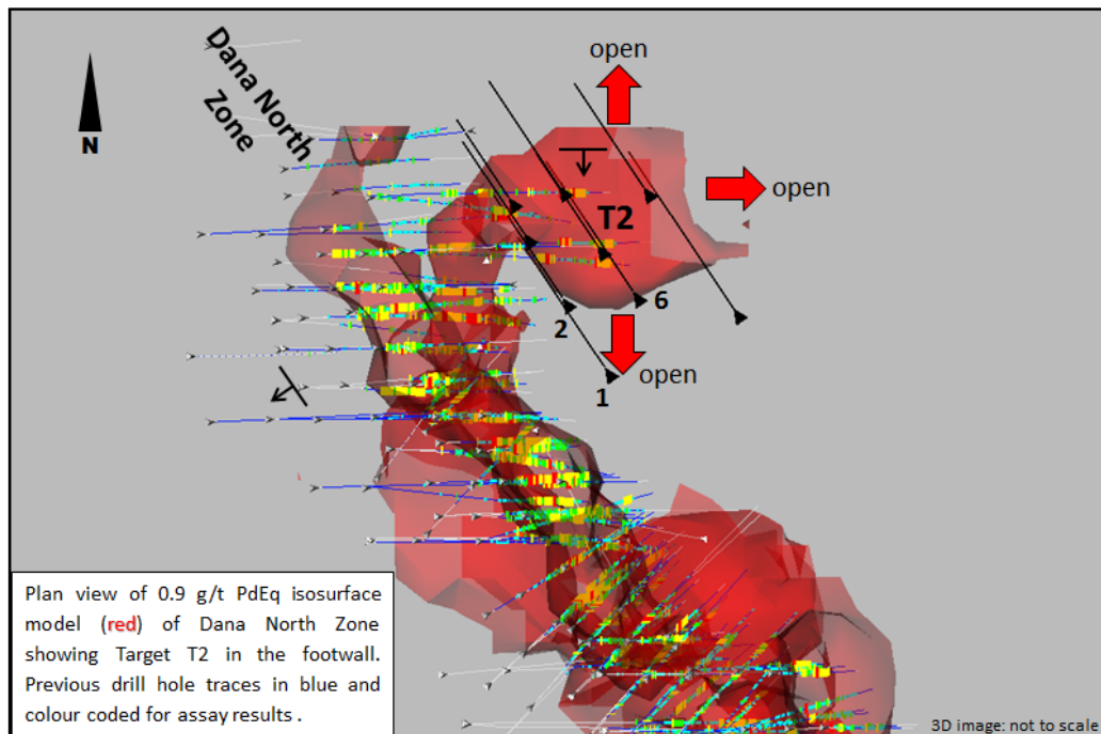 Dana North
Zone
N
open
open
T2
6
2
open
1
Plan view of 0.9 g/t PdEq isosurface
model (red) of Dana North Zone
showing Target T2 in the footwall.
Previous drill hole traces in blue and
colour coded for assay results .
3D image: not to scale